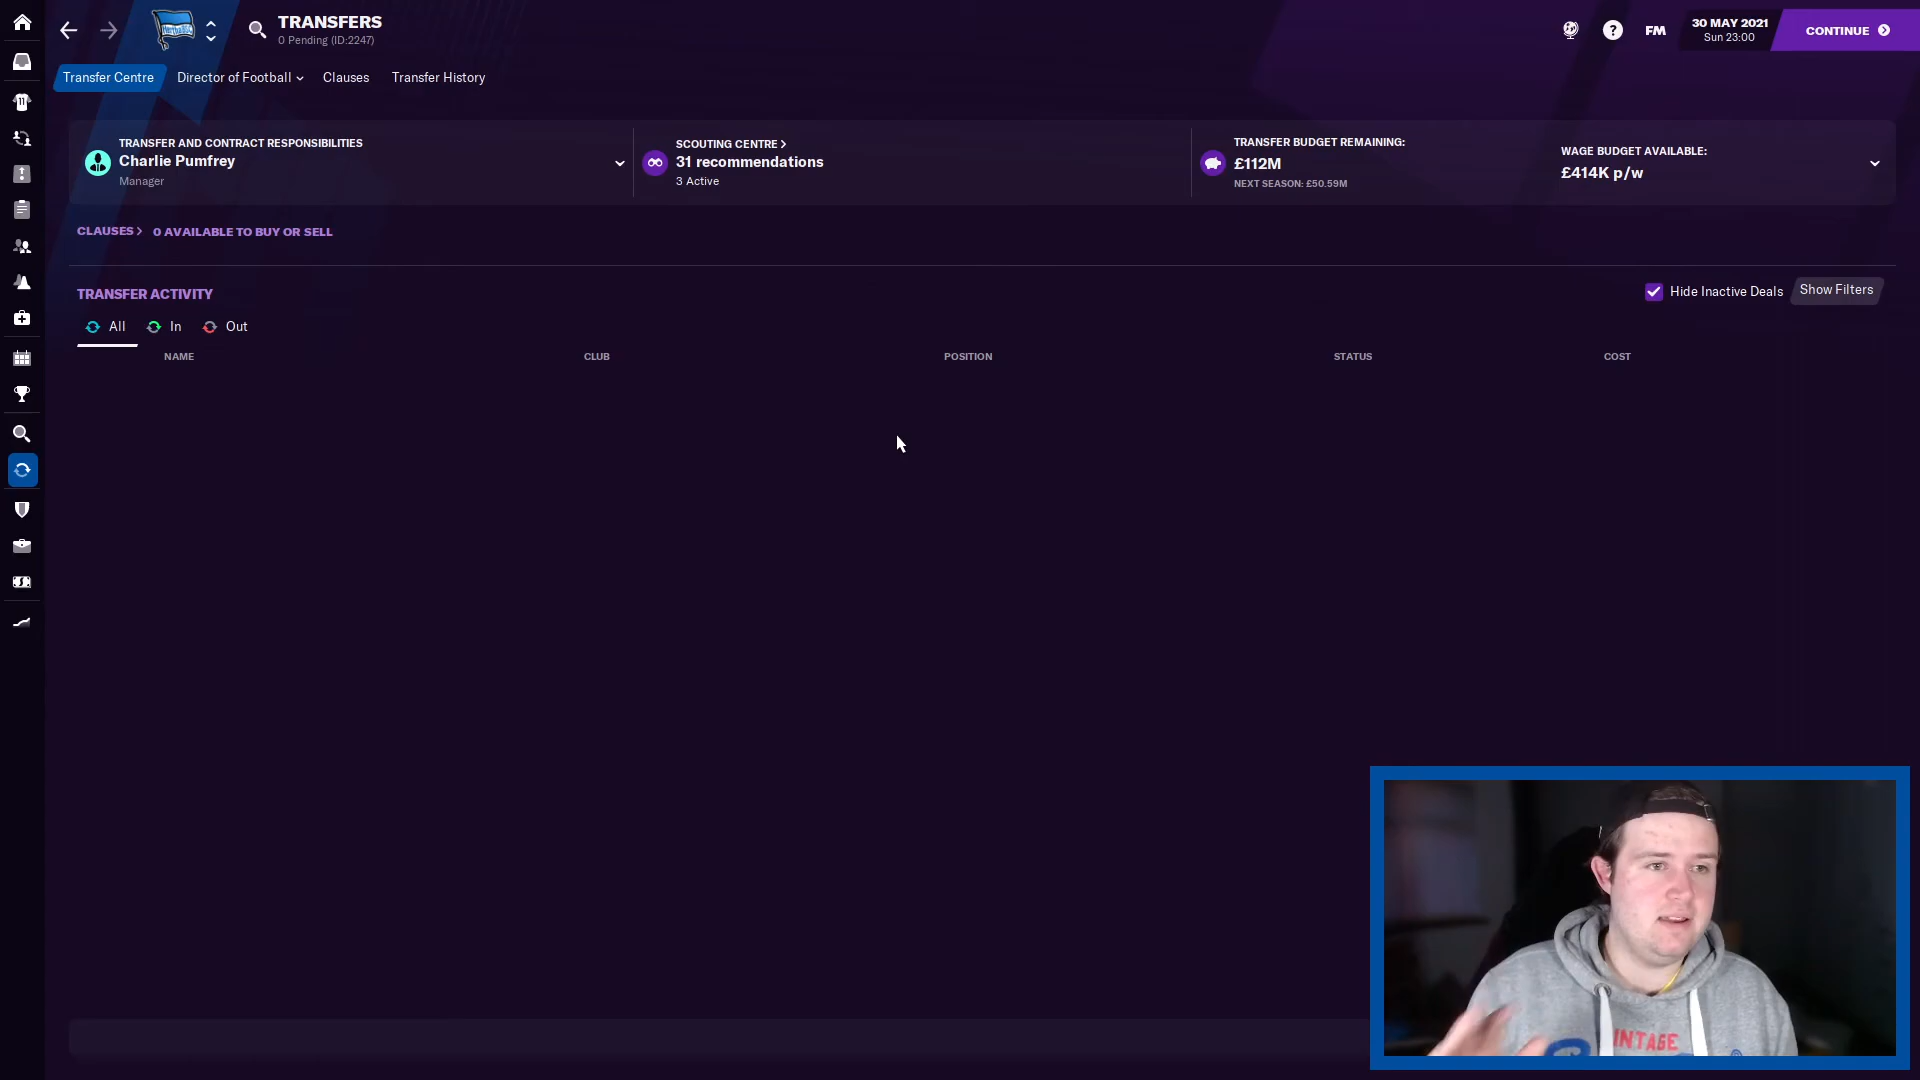 TRANSFERS
0 Pending (ID:2247)
FM
30 MAY 2021
Sun 23:00
CONTINUE
Transfer Centre
Director of Football
Clauses
Transfer History
TRANSFER AND CONTRACT RESPONSIBILITIES
Charlie Pumfrey
Manager
SCOUTING CENTRE >
31 recommendations
3 Active
TRANSFER BUDGET REMAINING:
£112M
NEXT SEASON: £50.59M
WAGE BUDGET AVAILABLE:
£414K p/w
CLAUSES > 0 AVAILABLE TO BUY OR SELL
TRANSFER ACTIVITY
Hide Inactive Deals
Show Filters
All
In
Out
NAME
CLUB
POSITION
STATUS
COST
INTAGE